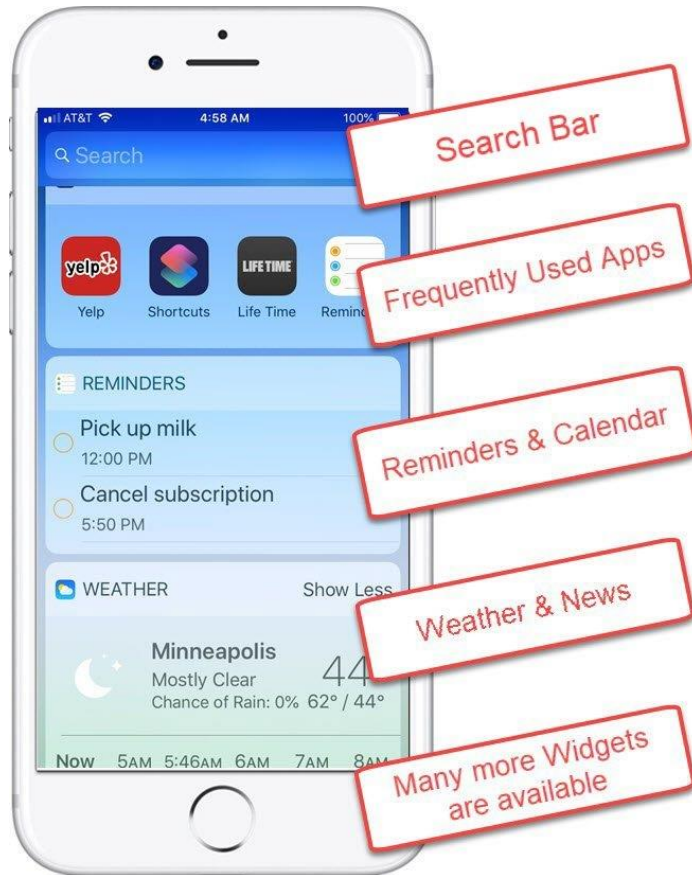 AT&T 4:58 AM 100%
Search
Search Bar
yelp LIFE TIME
Yelp Shortcuts Life Time
Frequently Used Apps
REMINDERS
Pick up milk
12:00 PM
Cancel subscription
5:50 PM
Reminders & Calendar
WEATHER Show Less
Minneapolis
Mostly Clear 44
Chance of Rain: 0% 62° / 44°
Weather & News
Now 5AM 5:46AM 6AM 7AM 8AM
Many more Widgets
are available